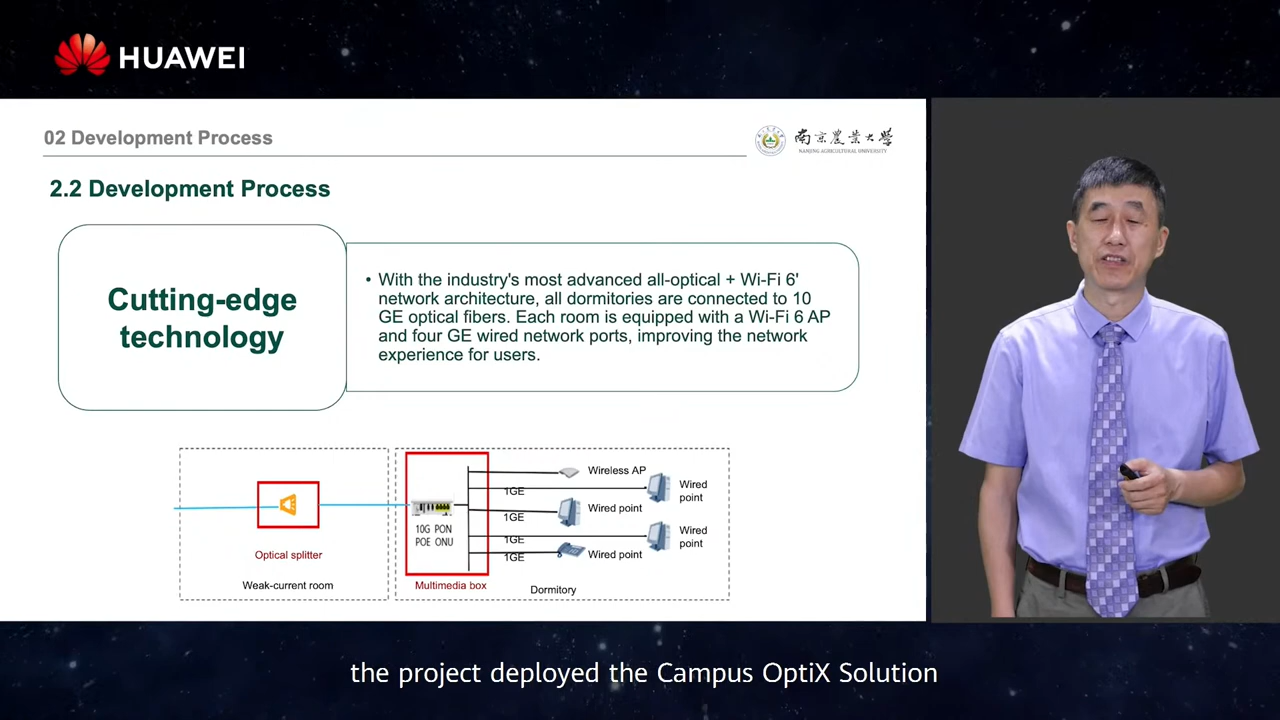 HUAWEI
02 Development Process
南京農業大學
NANJING AGRICULTURAL UNIVERSITY
2.2 Development Process
Cutting-edge
technology
• With the industry's most advanced all-optical + Wi-Fi 6'
network architecture, all dormitories are connected to 10
GE optical fibers. Each room is equipped with a Wi-Fi 6 AP
and four GE wired network ports, improving the network
experience for users.
Optical splitter
Weak-current room
10G PON
POE ONU
Multimedia box
Wireless AP
1GE
Wired
point
1GE
Wired point
1GE
Wired
point
1GE
Wired point
Dormitory
the project deployed the Campus OptiX Solution